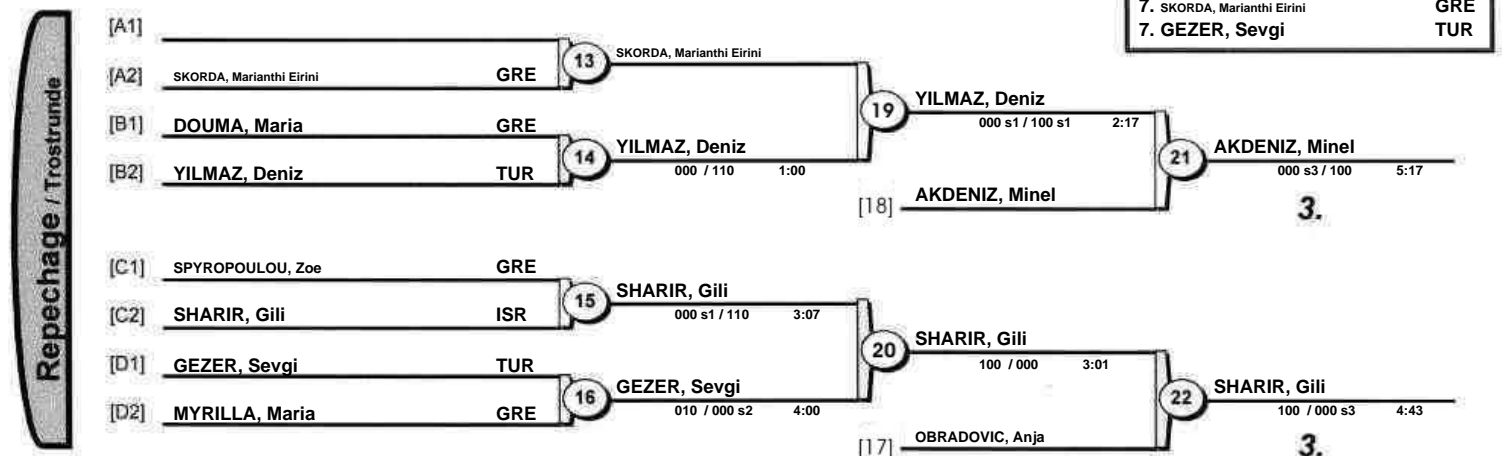 7. SKORDA, Marianthi Eirini GRE
7. GEZER, Sevgi TUR
Repechage / Trostrunde
[A1]
[A2] SKORDA, Marianthi Eirini GRE
13 SKORDA, Marianthi Eirini
[B1] DOUMA, Maria GRE
[B2] YILMAZ, Deniz TUR
14 YILMAZ, Deniz
000 / 110 1:00
19 YILMAZ, Deniz
000 s1 / 100 s1 2:17
[18] AKDENIZ, Minel
21 AKDENIZ, Minel
000 s3 / 100 5:17
3.
[C1] SPYROPOULOU, Zoe GRE
[C2] SHARIR, Gili ISR
15 SHARIR, Gili
000 s1 / 110 3:07
[D1] GEZER, Sevgi TUR
[D2] MYRILLA, Maria GRE
16 GEZER, Sevgi
010 / 000 s2 4:00
20 SHARIR, Gili
100 / 000 3:01
[17] OBRADOVIC, Anja
22 SHARIR, Gili
100 / 000 s3 4:43
3.